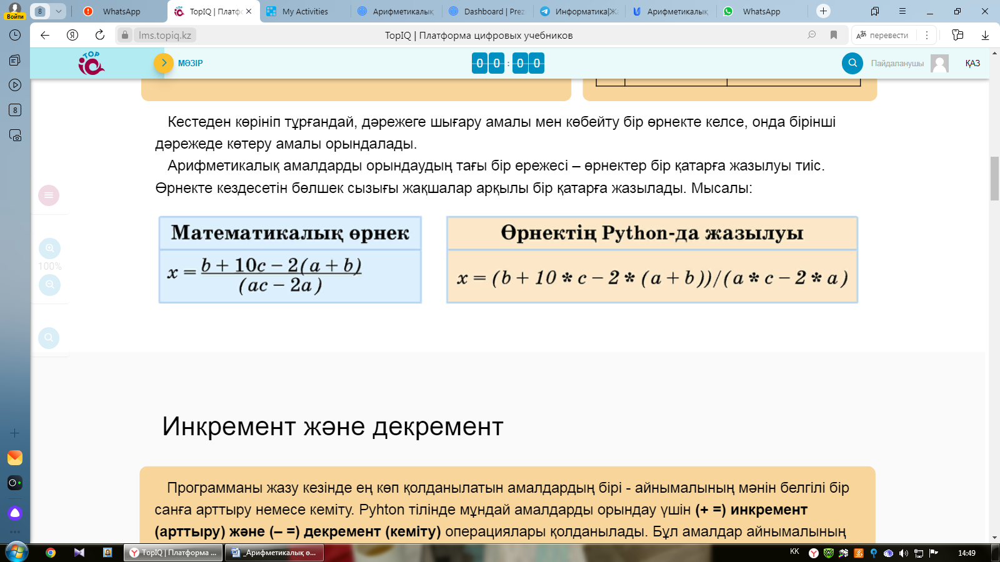 Войти
8
WhatsApp
TopIQ | Платфо
My Activities
Арифметикалық
Dashboard | Prez
Информатика|Жа
Арифметикалық
WhatsApp
lms.topiq.kz
TopIQ | Платформа цифровых учебников
перевести
8
TOP
МӘЗІР
00:00
Пайдаланушы
ҚАЗ
Кестеден көрініп тұрғандай, дәрежеге шығару амалы мен көбейту бір өрнекте келсе, онда бірінші
дәрежеде көтеру амалы орындалады.
Арифметикалық амалдарды орындаудың тағы бір ережесі – өрнектер бір қатарға жазылуы тиіс.
Өрнекте кездесетін бөлшек сызығы жақшалар арқылы бір қатарға жазылады. Мысалы:
100%
Математикалық өрнек
x = b + 10c − 2(a + b)
(ac − 2a)
Өрнектің Python-да жазылуы
x = (b + 10 * c − 2 * (a + b))/(a * c − 2 * a)
Инкремент және декремент
Программаны жазу кезінде ең көп қолданылатын амалдардың бірі - айнымалының мәнін белгілі бір
санға арттыру немесе кеміту. Pyhton тілінде мұндай амалдарды орындау үшін (+ =) инкремент
(арттыру) және (– =) декремент (кеміту) операциялары қолданылады. Бұл амалдар айнымалының
TopIQ | Платформа ...
_Арифметикалық ө...
KK
14:49